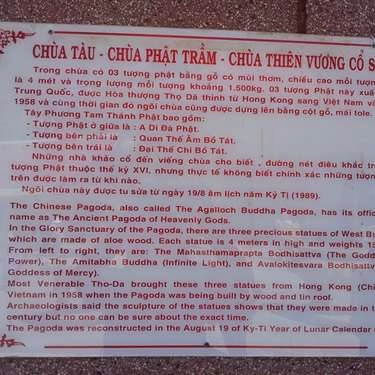 CHÙA TÀU - CHÙA PHẬT TRẦM - CHÙA THIÊN VƯƠNG CỔ S
Trong chùa có 03 tượng phật bằng gỗ có mùi thơm, chiều cao mỗi tượ
là 4 mét và trọng lượng mỗi tượng khoảng 1.500kg. 03 tượng Phật này xuấ
Trung Quốc, được Hòa thượng Thọ Dã thỉnh từ Hongkong sang Việt Nam v
1958 và cùng thời gian đó ngôi chùa cũng được dựng lên bằng cột gỗ, mái tole.
Tây Phương Tam Thánh Phật bao gồm:
- Tượng Phật ở giữa là : A Di Đà Phật.
- Tượng bên phải là : Quan Thế Âm Bồ Tát.
- Tượng bên trái là : Đại Thế Chí Bồ Tát.
Những nhà khảo cổ đến viếng chùa cho biết , đường nét điêu khắc tr
tượng Phật thuộc thế kỷ XVI, nhưng thực tế không biết chính xác những tượn
trên được làm ra từ khi nào.
Ngôi chùa này được tu sửa từ ngày 19/8 âm lịch năm Kỷ Tị (1989).
The Chinese Pagoda, also called The Agalloch Buddha Pagoda, has its offic
name as The Ancient Pagoda of Heavenly Gods.
In the Glory Sanctuary of the Pagoda, there are three precious statues of West Bu
which are made of aloe wood. Each statue is 4 meters in high and weights 15
From left to right, they are: The Mahasthamaprapta Bodhisattva (The Godd
Power), The Amitabha Buddha (Infinite Light), and Avalokitesvara Bodhisattv
Goddess of Mercy).
Most Venerable Tho-Da brought these three statues from Hong Kong (Chi
Vietnam in 1958 when the Pagoda was being built by wood and tin roof.
Archaeologists said the sculpture of the statues shows that they were made in t
century but no one can be sure about the exact time.
The Pagoda was reconstructed in the August 19 of Ky-Ti Year of Lunar Calendar